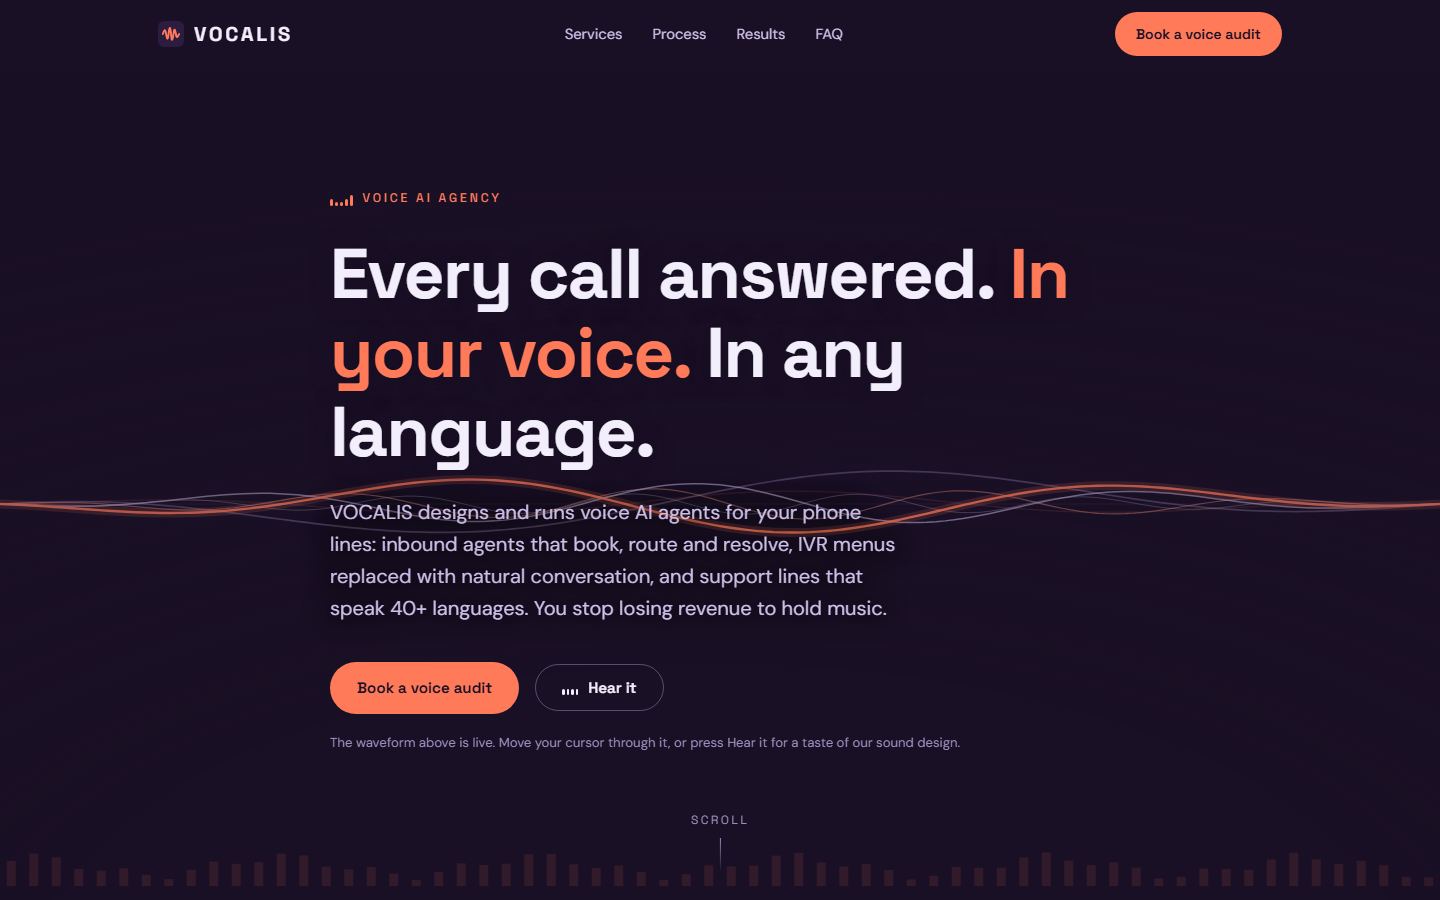 VOCALIS
Services
Process
Results
FAQ
Book a voice audit
VOICE AI AGENCY
Every call answered. In
your voice. In any
language.
VOCALIS designs and runs voice AI agents for your phone
lines: inbound agents that book, route and resolve, IVR menus
replaced with natural conversation, and support lines that
speak 40+ languages. You stop losing revenue to hold music.
Book a voice audit
Hear it
The waveform above is live. Move your cursor through it, or press Hear it for a taste of our sound design.
SCROLL